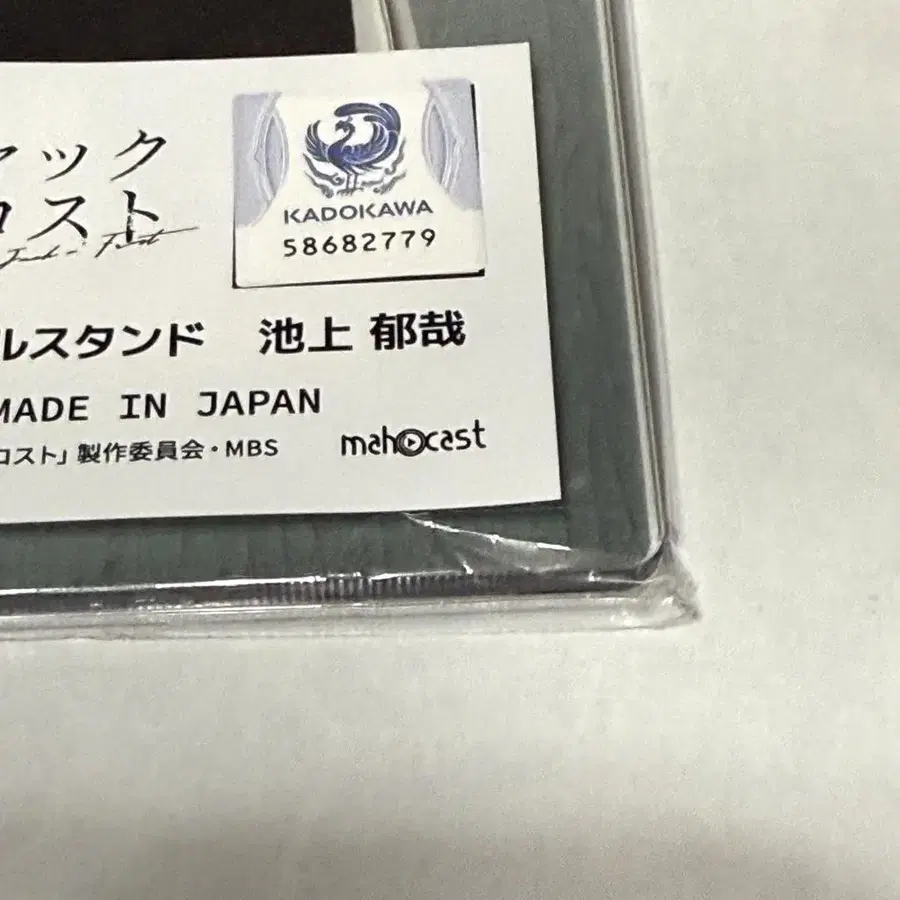 ャック
ロスト
KADOKAWA
58682779
ルスタンド 池上 郁哉
MADE IN JAPAN
ロスト」製作委員会・MBS
mahocast